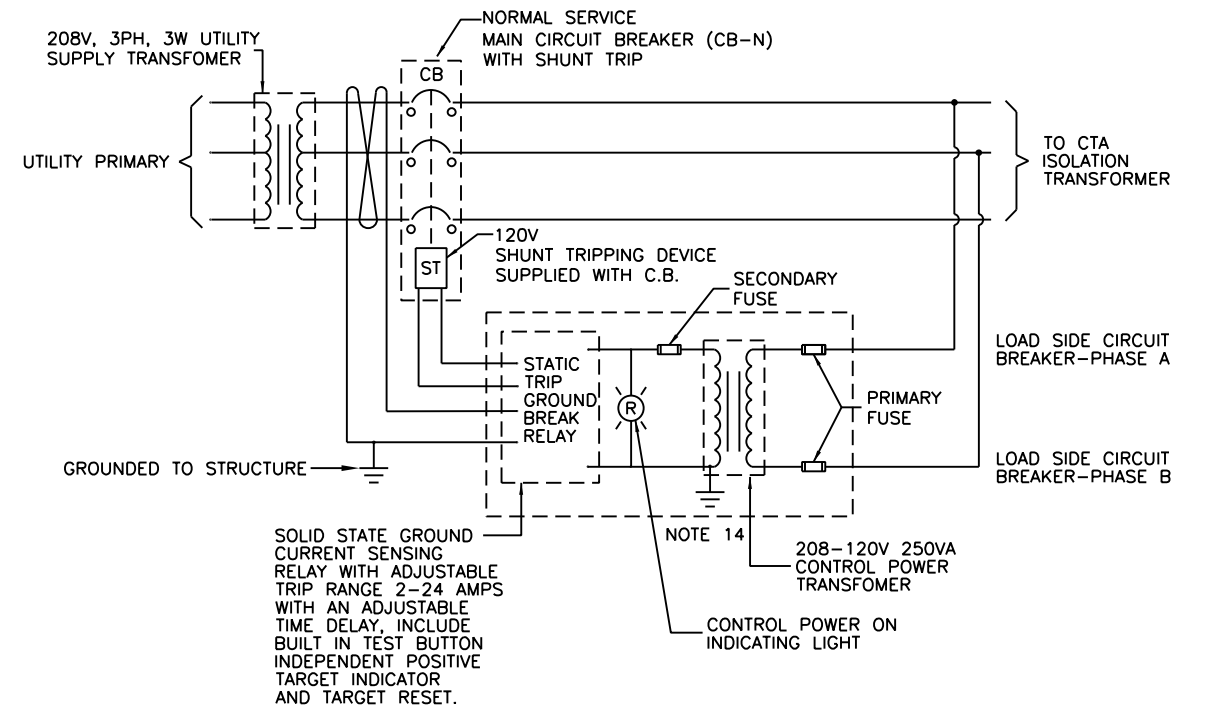 NORMAL SERVICE
MAIN CIRCUIT BREAKER (CB-N)
WITH SHUNT TRIP
208V, 3PH, 3W UTILITY
SUPPLY TRANSFOMER
CB
UTILITY PRIMARY
TO CTA
ISOLATION
TRANSFORMER
120V
SHUNT TRIPPING DEVICE
SUPPLIED WITH C.B.
ST
SECONDARY
FUSE
STATIC
TRIP
GROUND
BREAK
RELAY
R
PRIMARY
FUSE
LOAD SIDE CIRCUIT
BREAKER-PHASE A
LOAD SIDE CIRCUIT
BREAKER-PHASE B
GROUNDED TO STRUCTURE
NOTE 14
SOLID STATE GROUND
CURRENT SENSING
RELAY WITH ADJUSTABLE
TRIP RANGE 2-24 AMPS
WITH AN ADJUSTABLE
TIME DELAY, INCLUDE
BUILT IN TEST BUTTON
INDEPENDENT POSITIVE
TARGET INDICATOR
AND TARGET RESET.
208-120V 250VA
CONTROL POWER
TRANSFOMER
CONTROL POWER ON
INDICATING LIGHT